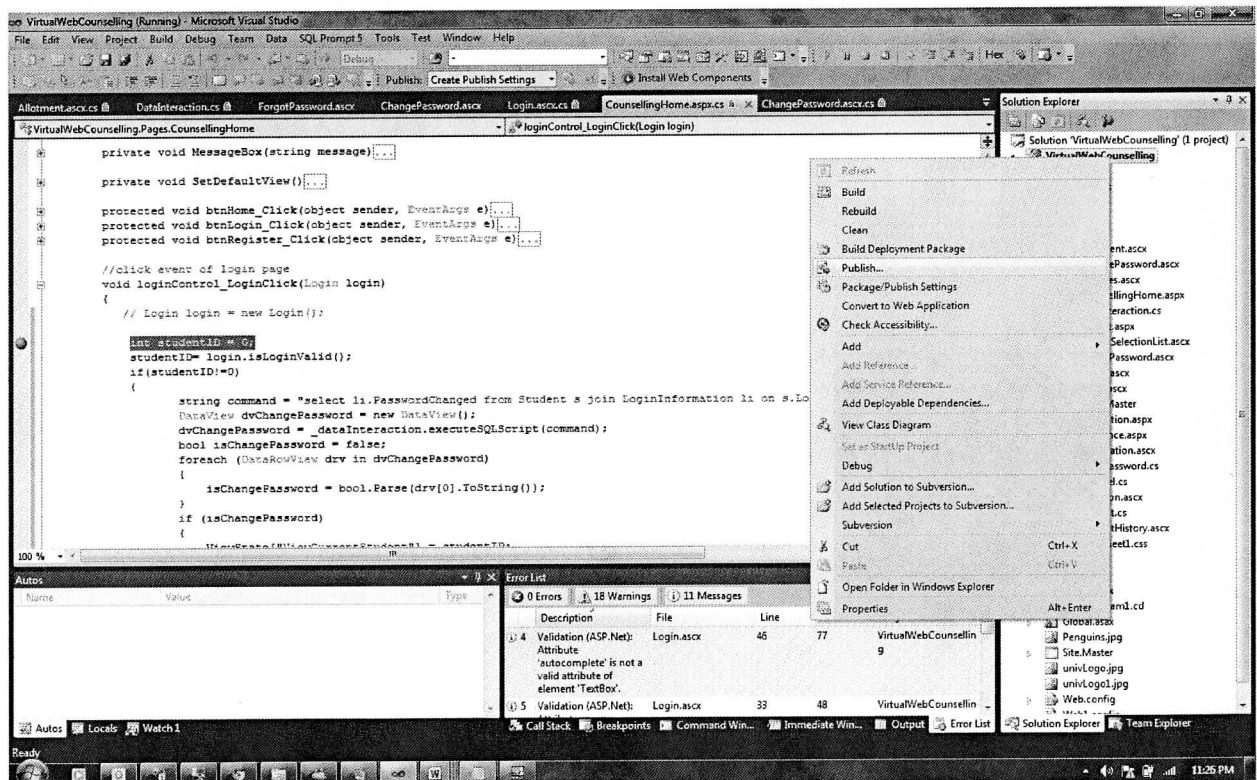 VirtualWebCounselling (Running) - Microsoft Visual Studio
File Edit View Project Build Debug Team Data SQL Prompt 5 Tools Test Window Help
Debug Hex
Publish: Create Publish Settings Install Web Components
Allotment.ascx.cs DataInteraction.cs ForgotPassword.ascx ChangePassword.ascx Login.ascx.cs CounsellingHome.aspx.cs ChangePassword.ascx.cs
VirtualWebCounselling.Pages.CounsellingHome loginControl_LoginClick(Login login)
private void MessageBox(string message)...
private void SetDefaultView()...
protected void btnHome_Click(object sender, EventArgs e)...
protected void btnLogin_Click(object sender, EventArgs e)...
protected void btnRegister_Click(object sender, EventArgs e)...
//click event of login page
void loginControl_LoginClick(Login login)
{
// Login login = new Login();
int studentID = 0;
studentID= login.isLoginValid();
if(studentID!=0)
{
string command = "select li.PasswordChanged from Student s join LoginInformation li on s.Lo
DataView dvChangePassword = new DataView();
dvChangePassword = _dataInteraction.executeSQLScript(command);
bool isChangePassword = false;
foreach (DataRowView drv in dvChangePassword)
{
isChangePassword = bool.Parse(drv[0].ToString());
}
if (isChangePassword)
{
ViewState["ViewCurrentStudent"] = studentID;
100 %
Refresh
Build
Rebuild
Clean
Build Deployment Package
Publish...
Package/Publish Settings
Convert to Web Application
Check Accessibility...
Add
Add Reference...
Add Service Reference...
Add Deployable Dependencies...
View Class Diagram
Set as StartUp Project
Debug
Add Solution to Subversion...
Add Selected Projects to Subversion...
Subversion
Cut Ctrl+X
Paste Ctrl+V
Open Folder in Windows Explorer
Properties Alt+Enter
Solution Explorer
Solution 'VirtualWebCounselling' (1 project)
VirtualWebCounselling
ent.ascx
ePassword.ascx
es.ascx
ellingHome.aspx
eraction.cs
t.aspx
SelectionList.ascx
Password.ascx
ascx
scx
Master
tion.aspx
nce.aspx
ation.ascx
assword.cs
d.cs
on.ascx
t.cs
tHistory.ascx
eet1.css
x
am1.cd
Global.asax
Penguins.jpg
Site.Master
univLogo.jpg
univLogo1.jpg
Web.config
Autos
Name Value Type
Error List
0 Errors 18 Warnings 11 Messages
Description File Line
4 Validation (ASP.Net): Attribute 'autocomplete' is not a valid attribute of element 'TextBox'. Login.ascx 46 77 VirtualWebCounsellin
g
5 Validation (ASP.Net): Login.ascx 33 48 VirtualWebCounsellin
Autos Locals Watch 1
Call Stack Breakpoints Command Win... Immediate Win... Output Error List
Solution Explorer Team Explorer
Ready
11:26 PM